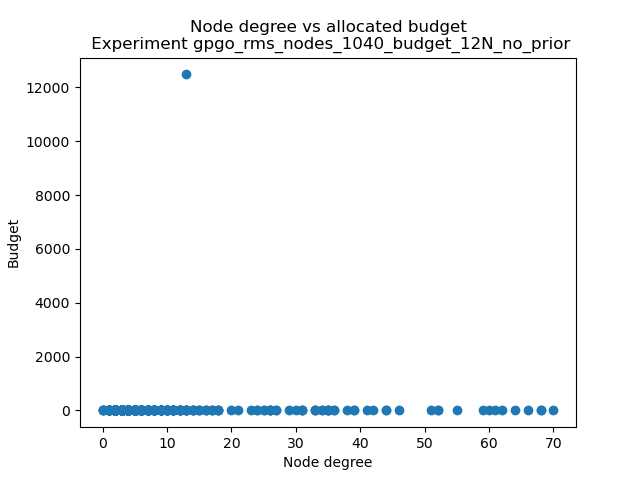 Node degree vs allocated budget
Experiment gpgo_rms_nodes_1040_budget_12N_no_prior
12000
10000
8000
6000
4000
2000
0
Budget
0 10 20 30 40 50 60 70
Node degree